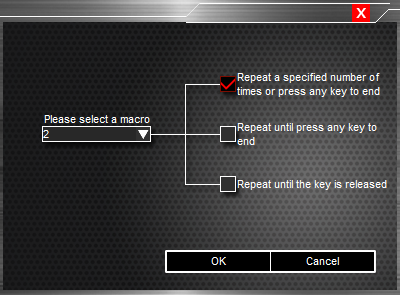 X
Repeat a specified number of
times or press any key to end
Please select a macro
2
Repeat until press any key to
end
Repeat until the key is released
OK
Cancel